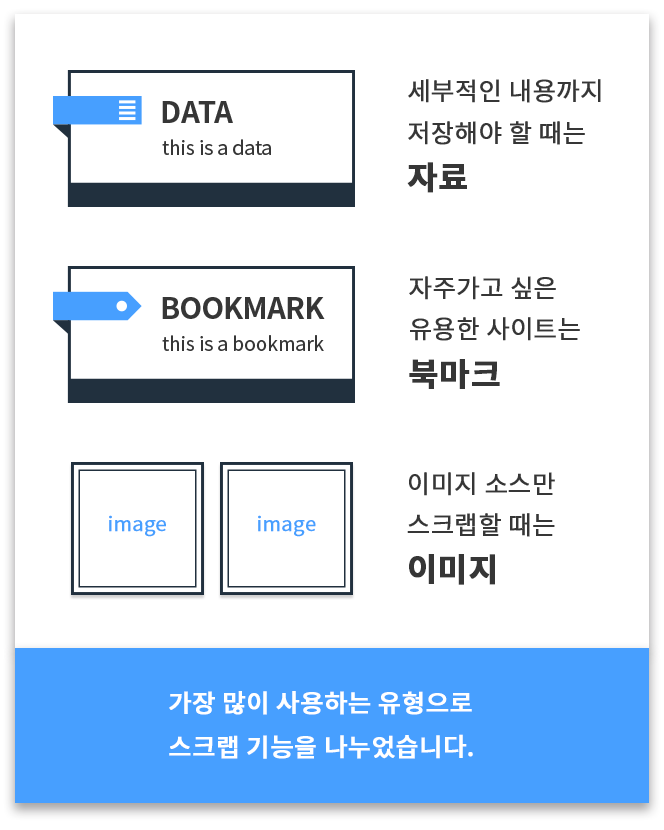 DATA
this is a data
세부적인 내용까지
저장해야 할 때는
자료
BOOKMARK
this is a bookmark
자주가고 싶은
유용한 사이트는
북마크
image
image
이미지 소스만
스크랩할 때는
이미지
가장 많이 사용하는 유형으로
스크랩 기능을 나누었습니다.